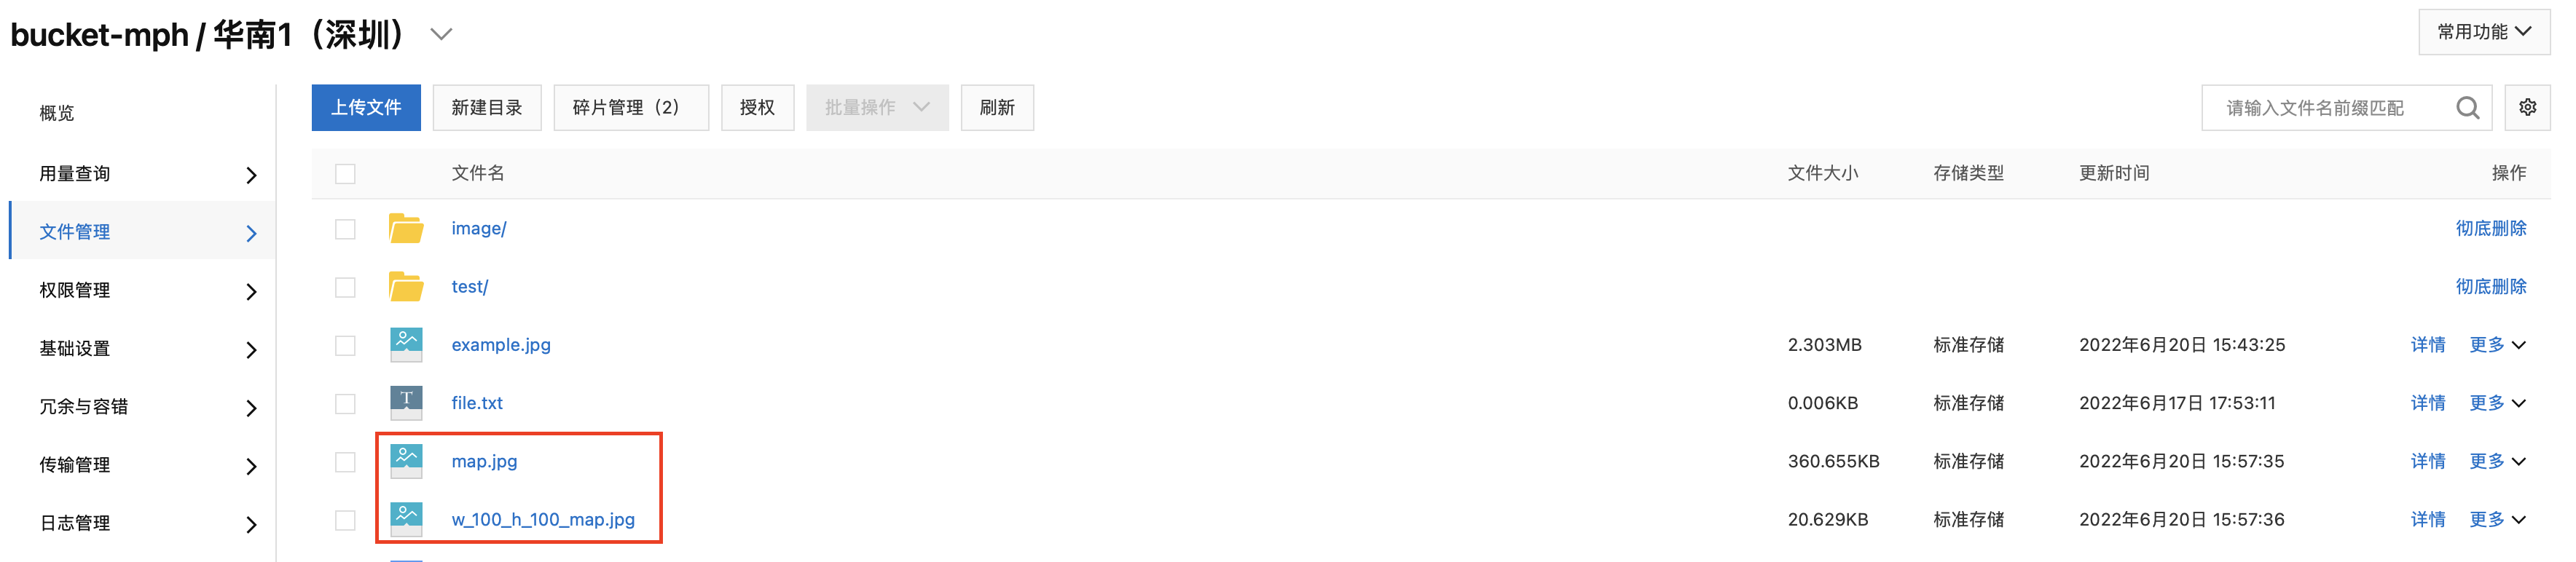 bucket-mph / 华南1（深圳）
常用功能
概览
用量查询
文件管理
权限管理
基础设置
冗余与容错
传输管理
日志管理
上传文件 新建目录 碎片管理（2） 授权 批量操作 刷新 请输入文件名前缀匹配
文件名 文件大小 存储类型 更新时间 操作
image/ 彻底删除
test/ 彻底删除
example.jpg 2.303MB 标准存储 2022年6月20日 15:43:25 详情 更多
T file.txt 0.006KB 标准存储 2022年6月17日 17:53:11 详情 更多
map.jpg 360.655KB 标准存储 2022年6月20日 15:57:35 详情 更多
w_100_h_100_map.jpg 20.629KB 标准存储 2022年6月20日 15:57:36 详情 更多